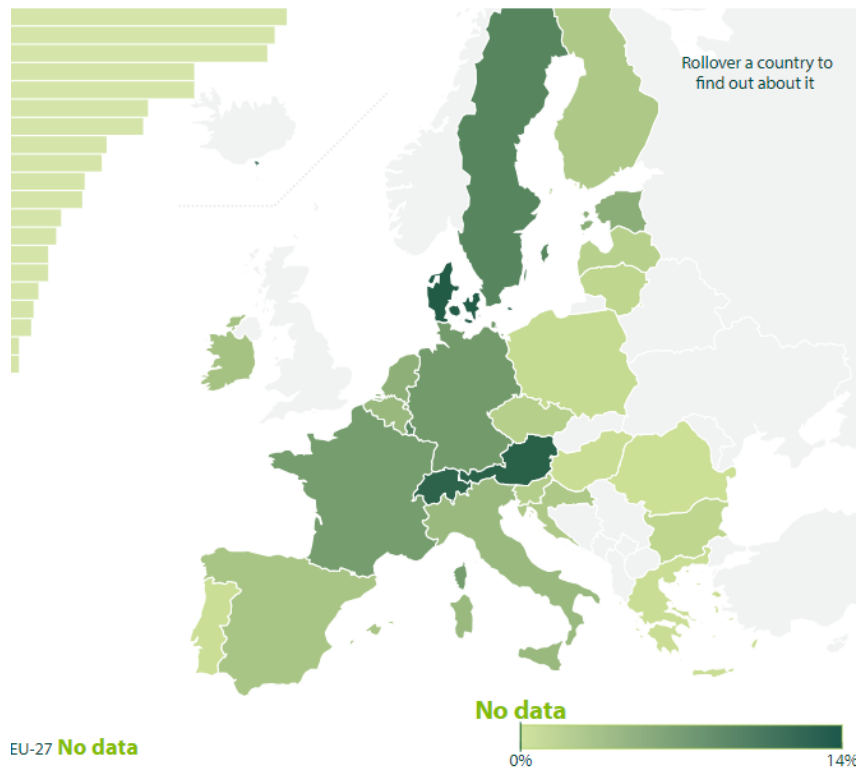 Rollover a country to
find out about it
No data
EU-27 No data
0%
14%